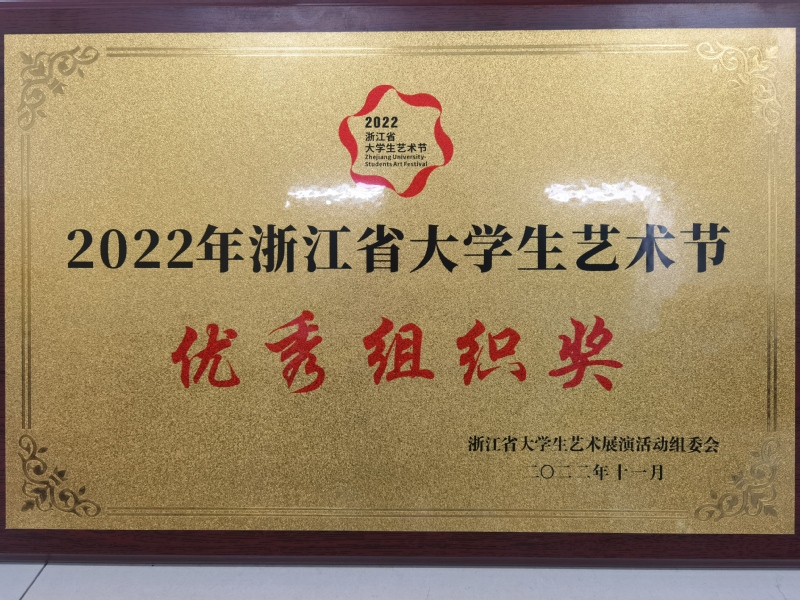 2022
浙江省
大学生艺术节
Zhejiang University
Students Art Festival
2022年浙江省大学生艺术节
优秀组织奖
浙江省大学生艺术展演活动组委会
二〇二二年十一月